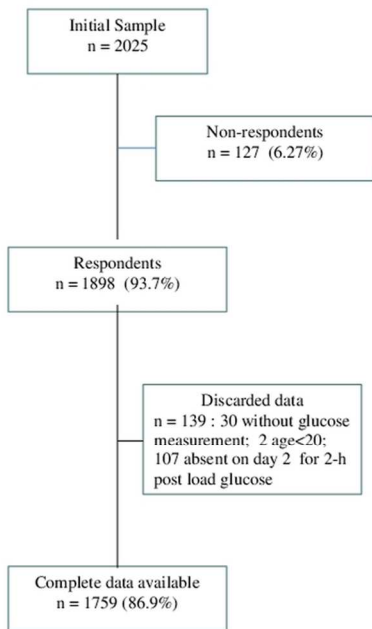 Initial Sample
n = 2025
Non-respondents
n = 127 (6.27%)
Respondents
n = 1898 (93.7%)
Discarded data
n = 139 : 30 without glucose
measurement; 2 age<20;
107 absent on day 2 for 2-h
post load glucose
Complete data available
n = 1759 (86.9%)